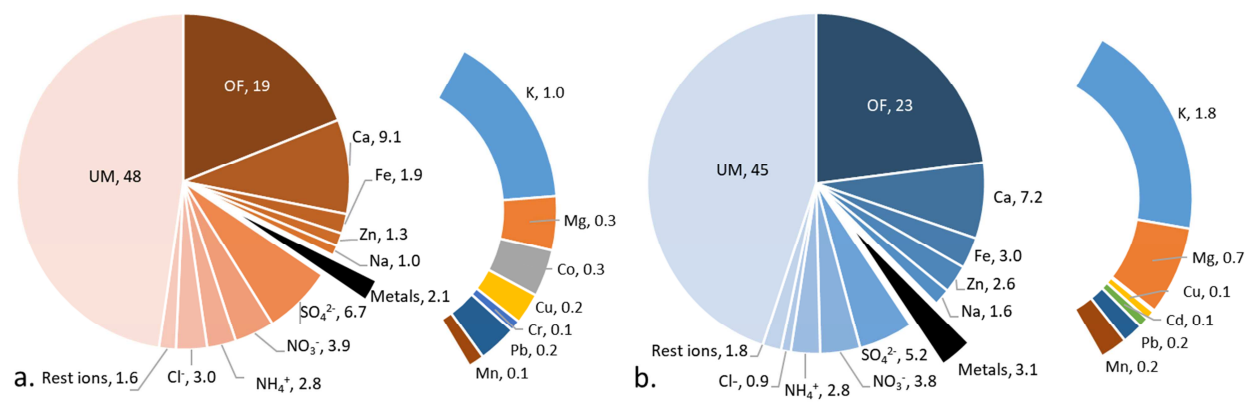 OF, 19
Ca, 9.1
Fe, 1.9
Zn, 1.3
Na, 1.0
Metals, 2.1
SO₄²⁻, 6.7
NO₃⁻, 3.9
NH₄⁺, 2.8
Cl⁻, 3.0
Rest ions, 1.6
UM, 48
a.
K, 1.0
Mg, 0.3
Co, 0.3
Cu, 0.2
Cr, 0.1
Pb, 0.2
Mn, 0.1
OF, 23
Ca, 7.2
Fe, 3.0
Zn, 2.6
Na, 1.6
Metals, 3.1
SO₄²⁻, 5.2
NO₃⁻, 3.8
NH₄⁺, 2.8
Cl-, 0.9
Rest ions, 1.8
UM, 45
b.
K, 1.8
Mg, 0.7
Cu, 0.1
Cd, 0.1
Pb, 0.2
Mn, 0.2